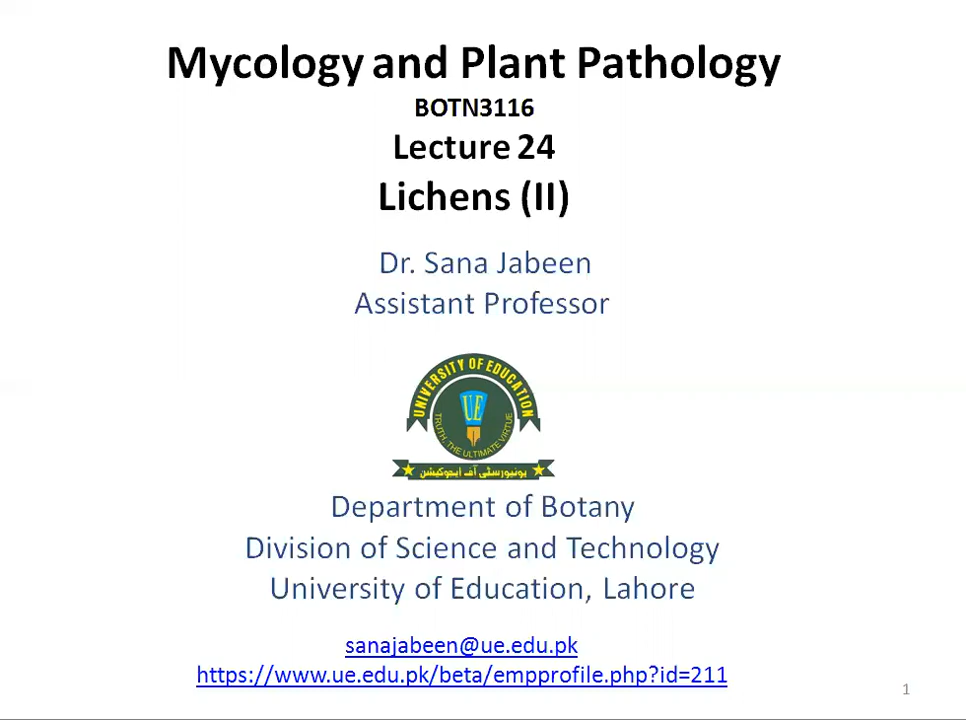 Mycology and Plant Pathology
BOTN3116
Lecture 24
Lichens (II)
Dr. Sana Jabeen
Assistant Professor
UNIVERSITY OF EDUCATION
UE
TRUTH, THE ULTIMATE VIRTUE
یونیورسٹی آف ایجوکیشن
Department of Botany
Division of Science and Technology
University of Education, Lahore
sanajabeen@ue.edu.pk
https://www.ue.edu.pk/beta/empprofile.php?id=211
1